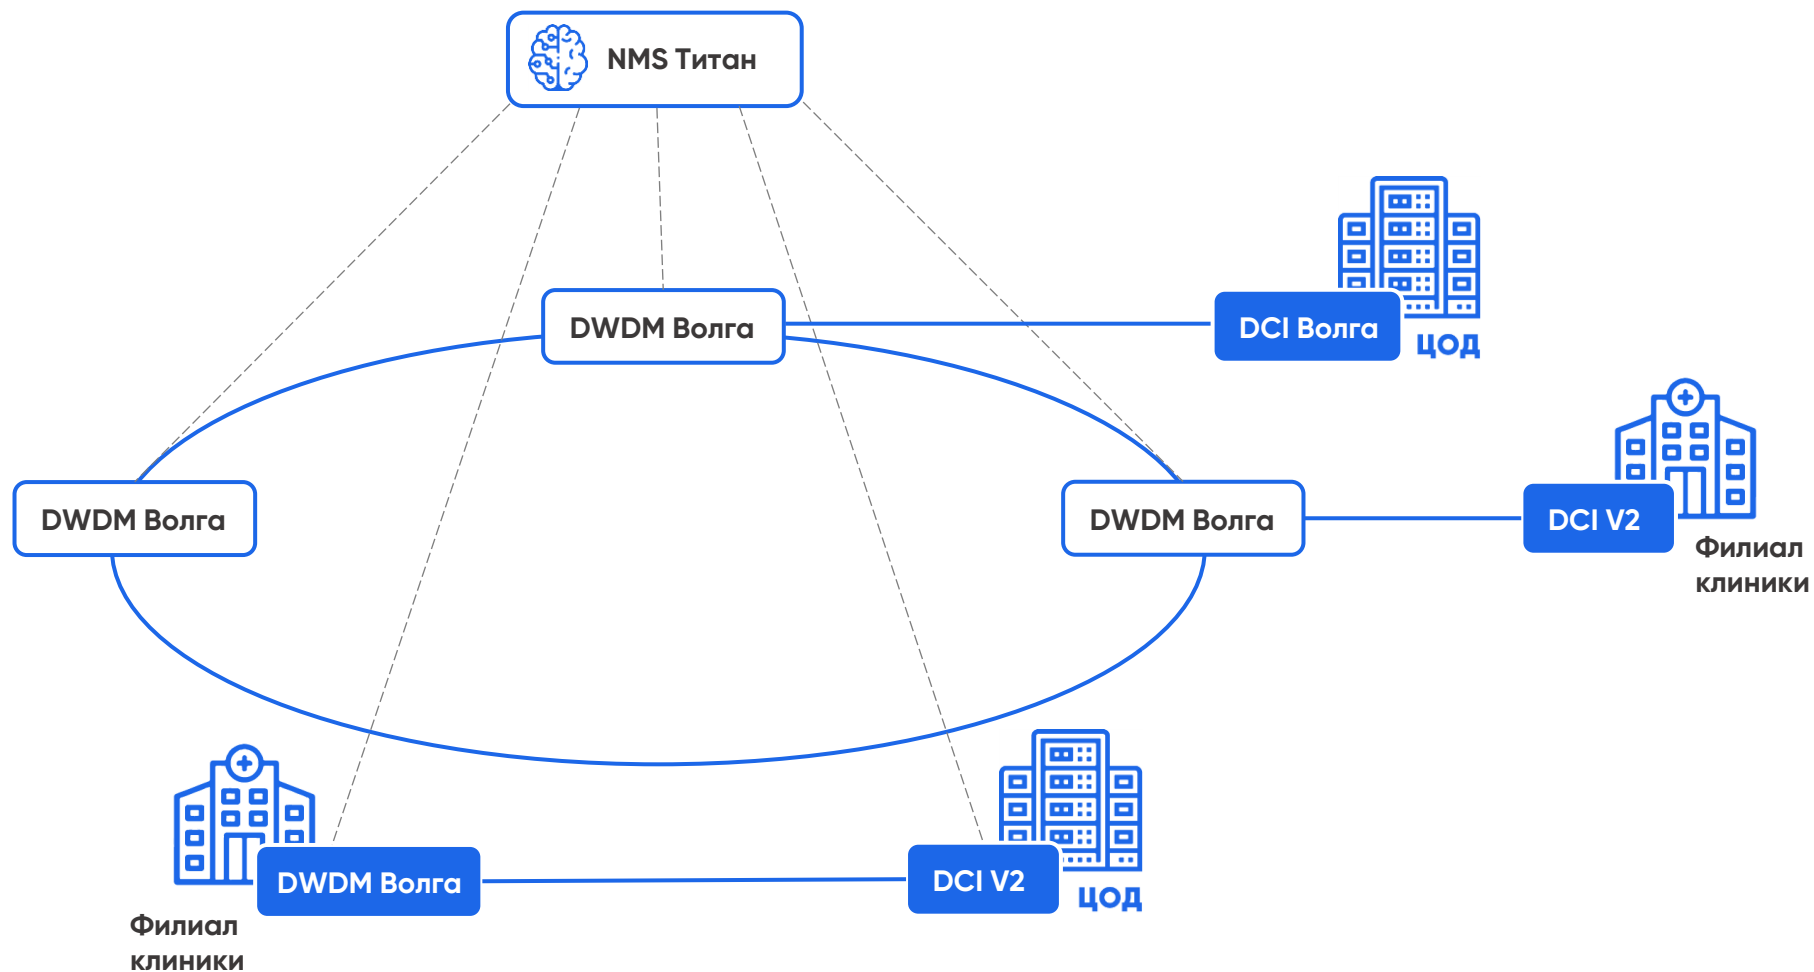 NMS Титан
DWDM Волга
DCI Волга
ЦОД
DWDM Волга
DWDM Волга
DCI V2
Филиал
клиники
DWDM Волга
DCI V2
ЦОД
Филиал
клиники